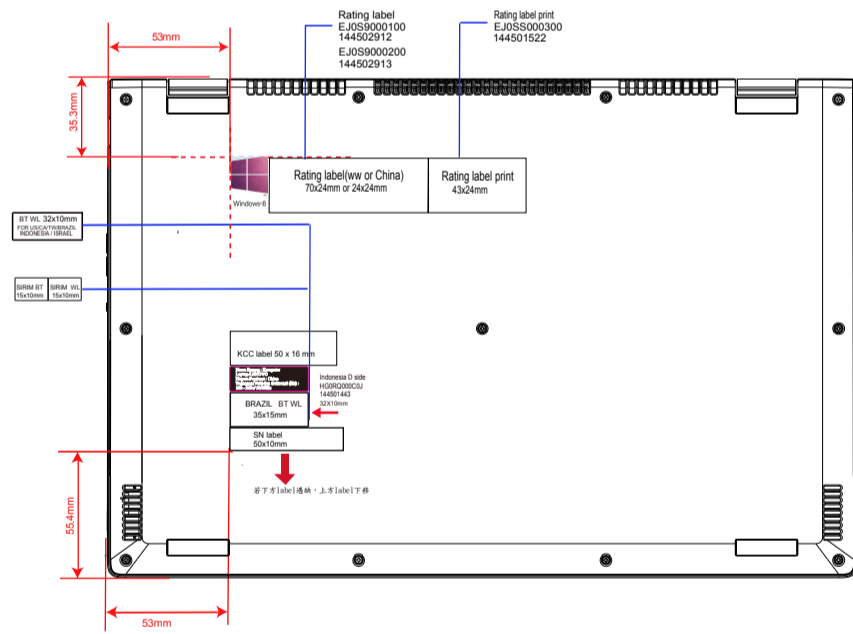 Rating label
EJ0S9000100
144502912
EJ0S9000200
144502913
Rating label print
EJ0SS000300
144501522
53mm
35.3mm
Windows 8
Rating label(ww or China)
70x24mm or 24x24mm
Rating label print
43x24mm
BT WL 32x10mm
FOR US/CA/TW/BRAZIL
INDONESIA / ISRAEL
SIRIM BT
15x10mm
SIRIM WL
15x10mm
KCC label 50 x 16 mm
Indonesia D side
HG0RQ000C0J
144501443
32X10mm
BRAZIL BT WL
35x15mm
SN label
50x10mm
若下方label遇缺，上方label下移
55.4mm
53mm